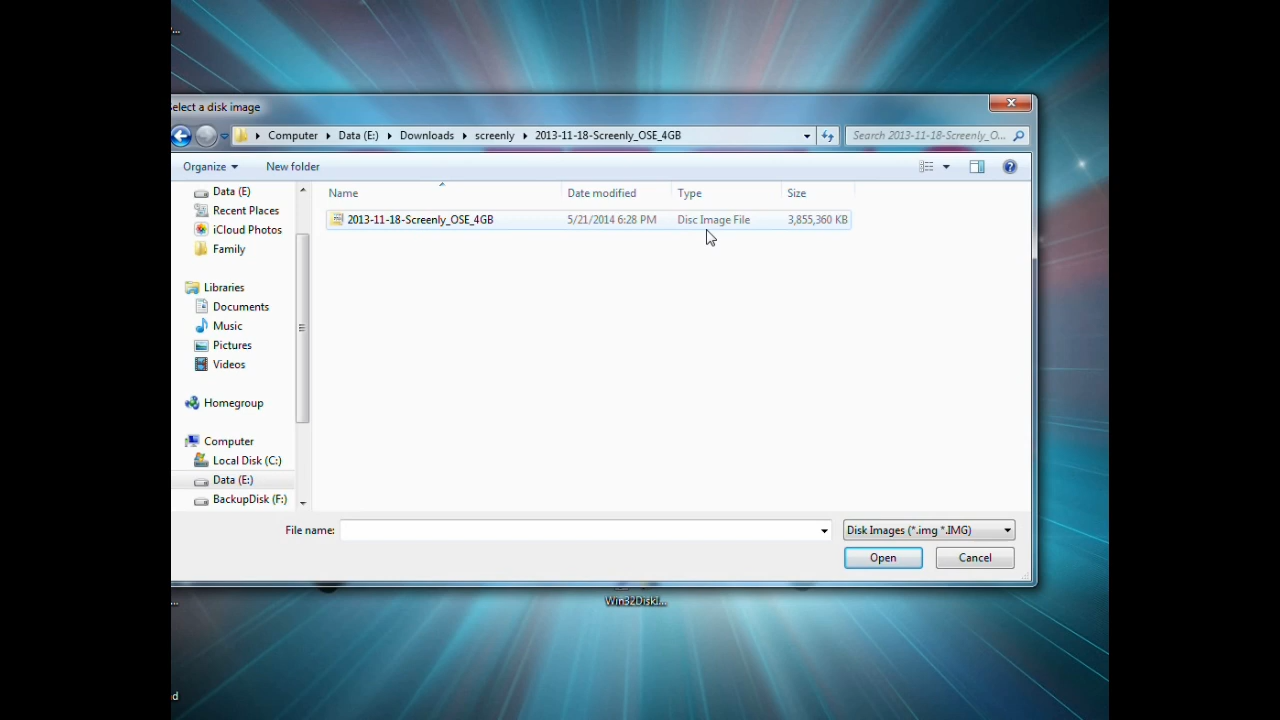 ...
Select a disk image
Computer Data (E:) Downloads screenly 2013-11-18-Screenly_OSE_4GB
Search 2013-11-18-Screenly_O...
Organize New folder
Name Date modified Type Size
2013-11-18-Screenly_OSE_4GB 5/21/2014 6:28 PM Disc Image File 3,855,360 KB
Data (E)
Recent Places
iCloud Photos
Family
Libraries
Documents
Music
Pictures
Videos
Homegroup
Computer
Local Disk (C:)
Data (E:)
BackupDisk (F:)
File name:
Disk Images (*.img *.IMG)
Open Cancel
...
Win32DiskI...
nd